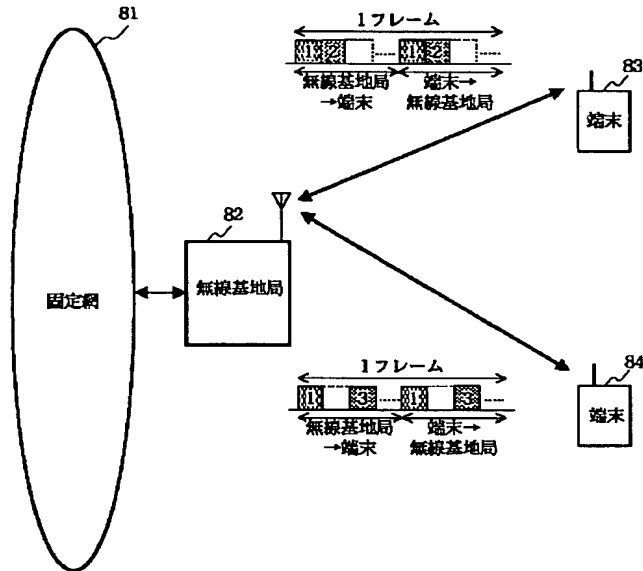 81
1フレーム
1 2 1 2
無線基地局 端末→
→端末 無線基地局
83
端末
82
無線基地局
固定網
1フレーム
84
1 3 1 3
無線基地局 端末→
→端末 無線基地局
端末